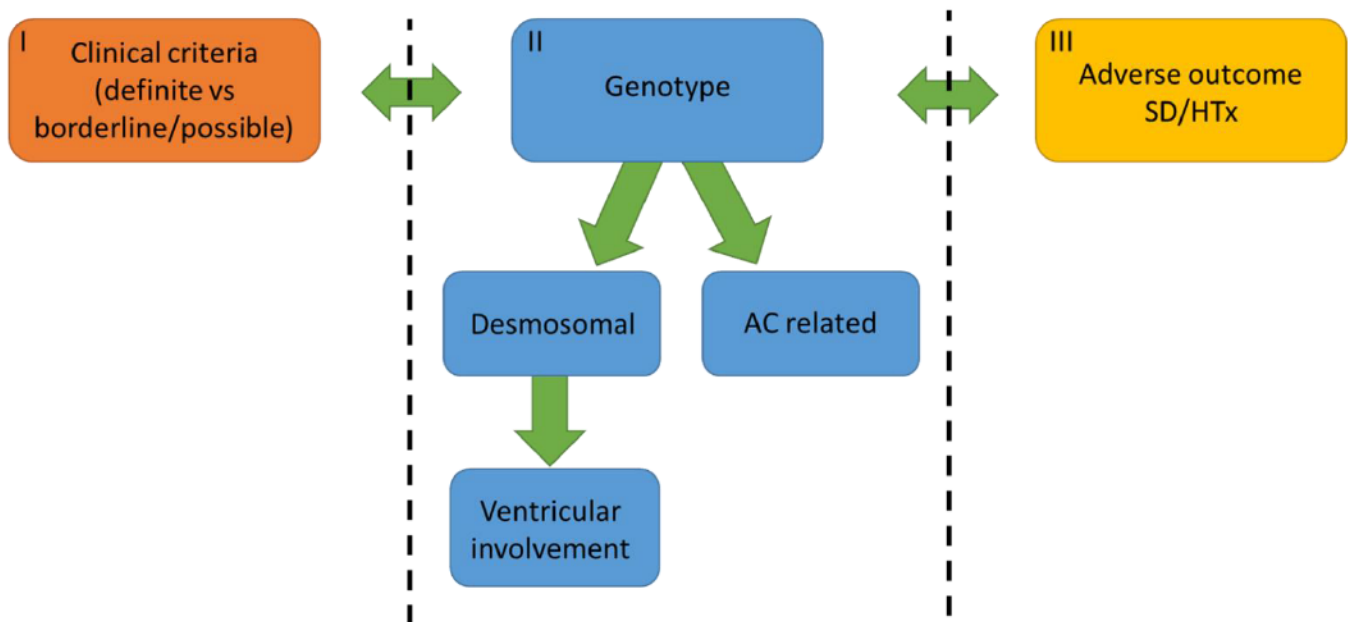 I
Clinical criteria
(definite vs
borderline/possible)
II
Genotype
III
Adverse outcome
SD/HTx
Desmosomal
AC related
Ventricular
involvement